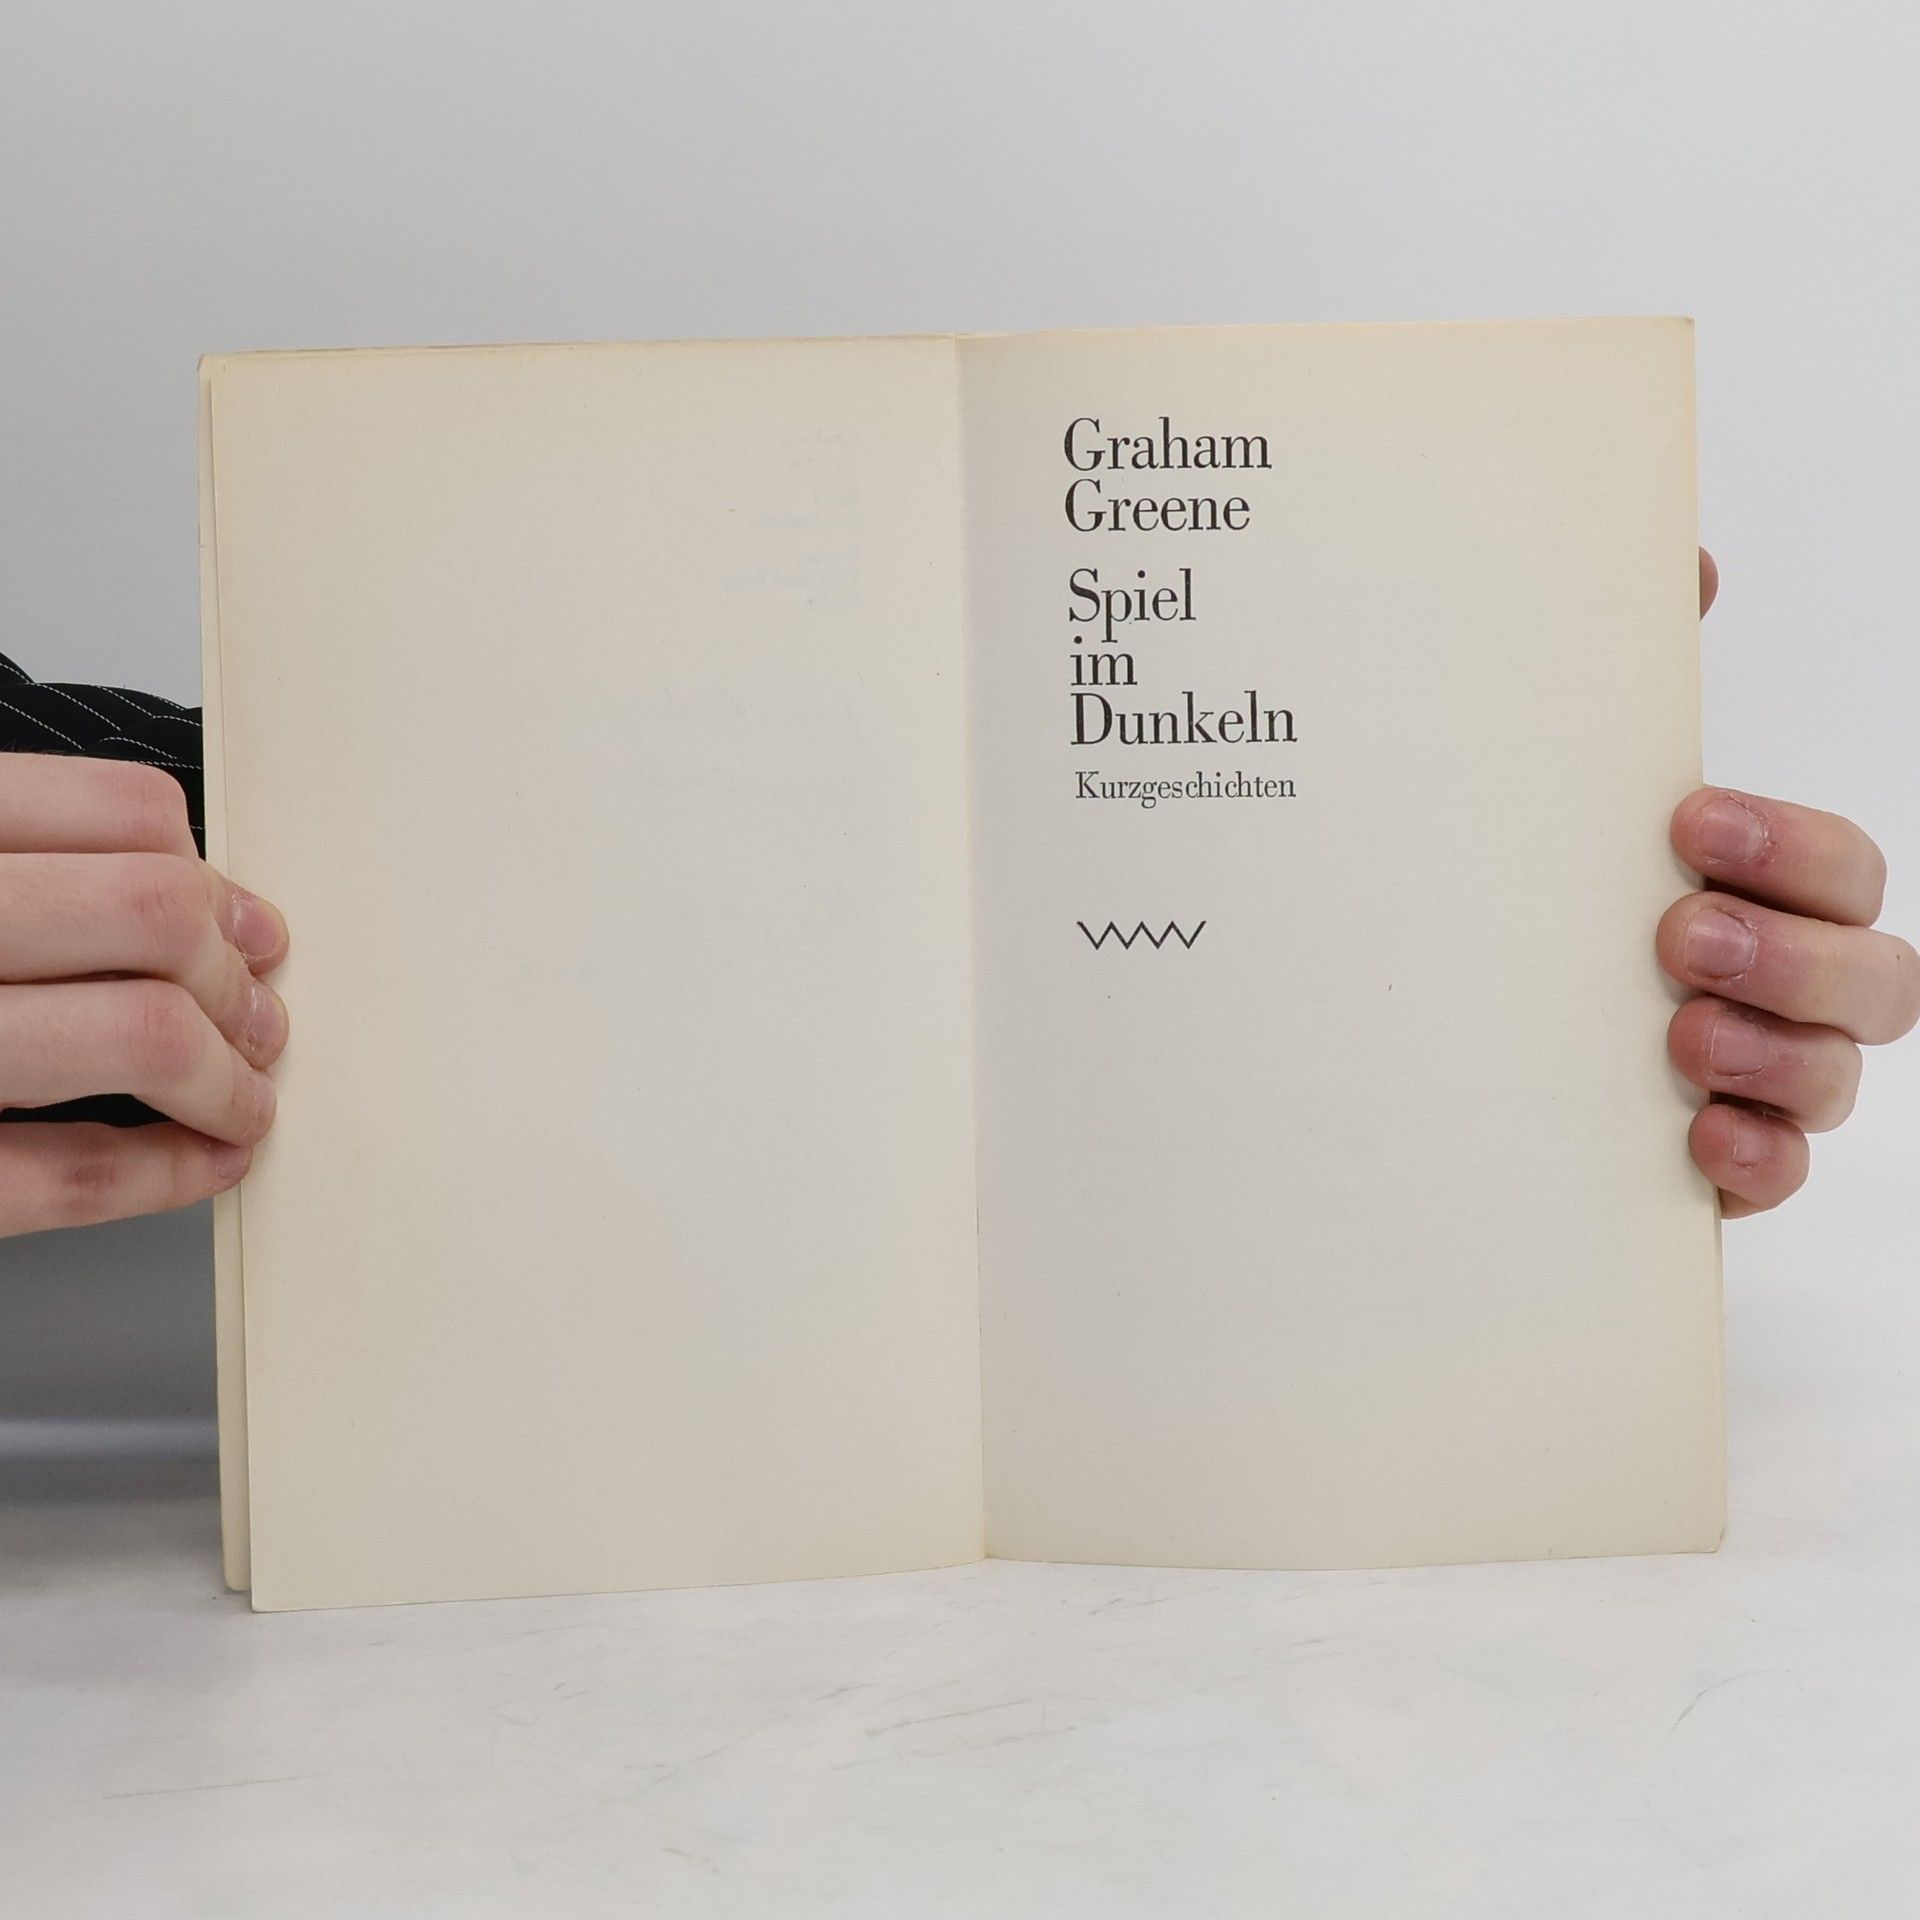 Graham
Greene
Spiel
im
Dunkeln
Kurzgeschichten